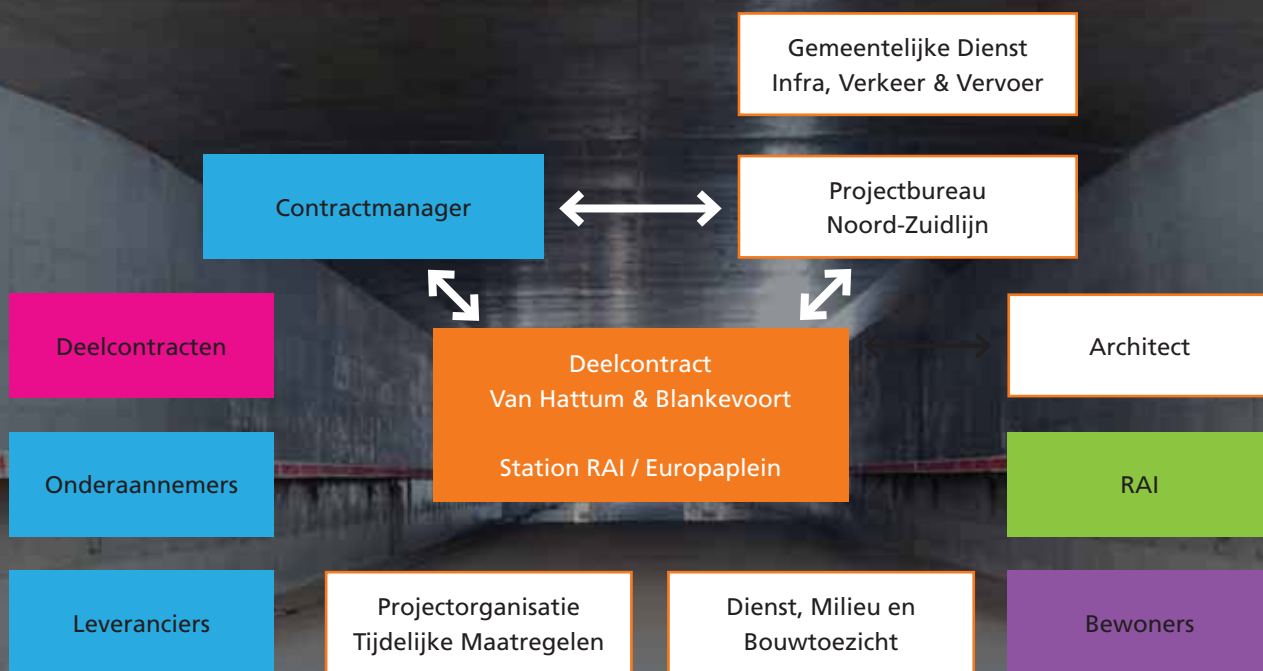 Gemeentelijke Dienst
Infra, Verkeer & Vervoer
Contractmanager
Projectbureau
Noord-Zuidlijn
Deelcontracten
Deelcontract
Van Hattum & Blankevoort
Station RAI / Europaplein
Architect
Onderaannemers
RAI
Leveranciers
Projectorganisatie
Tijdelijke Maatregelen
Dienst, Milieu en
Bouwtoezicht
Bewoners